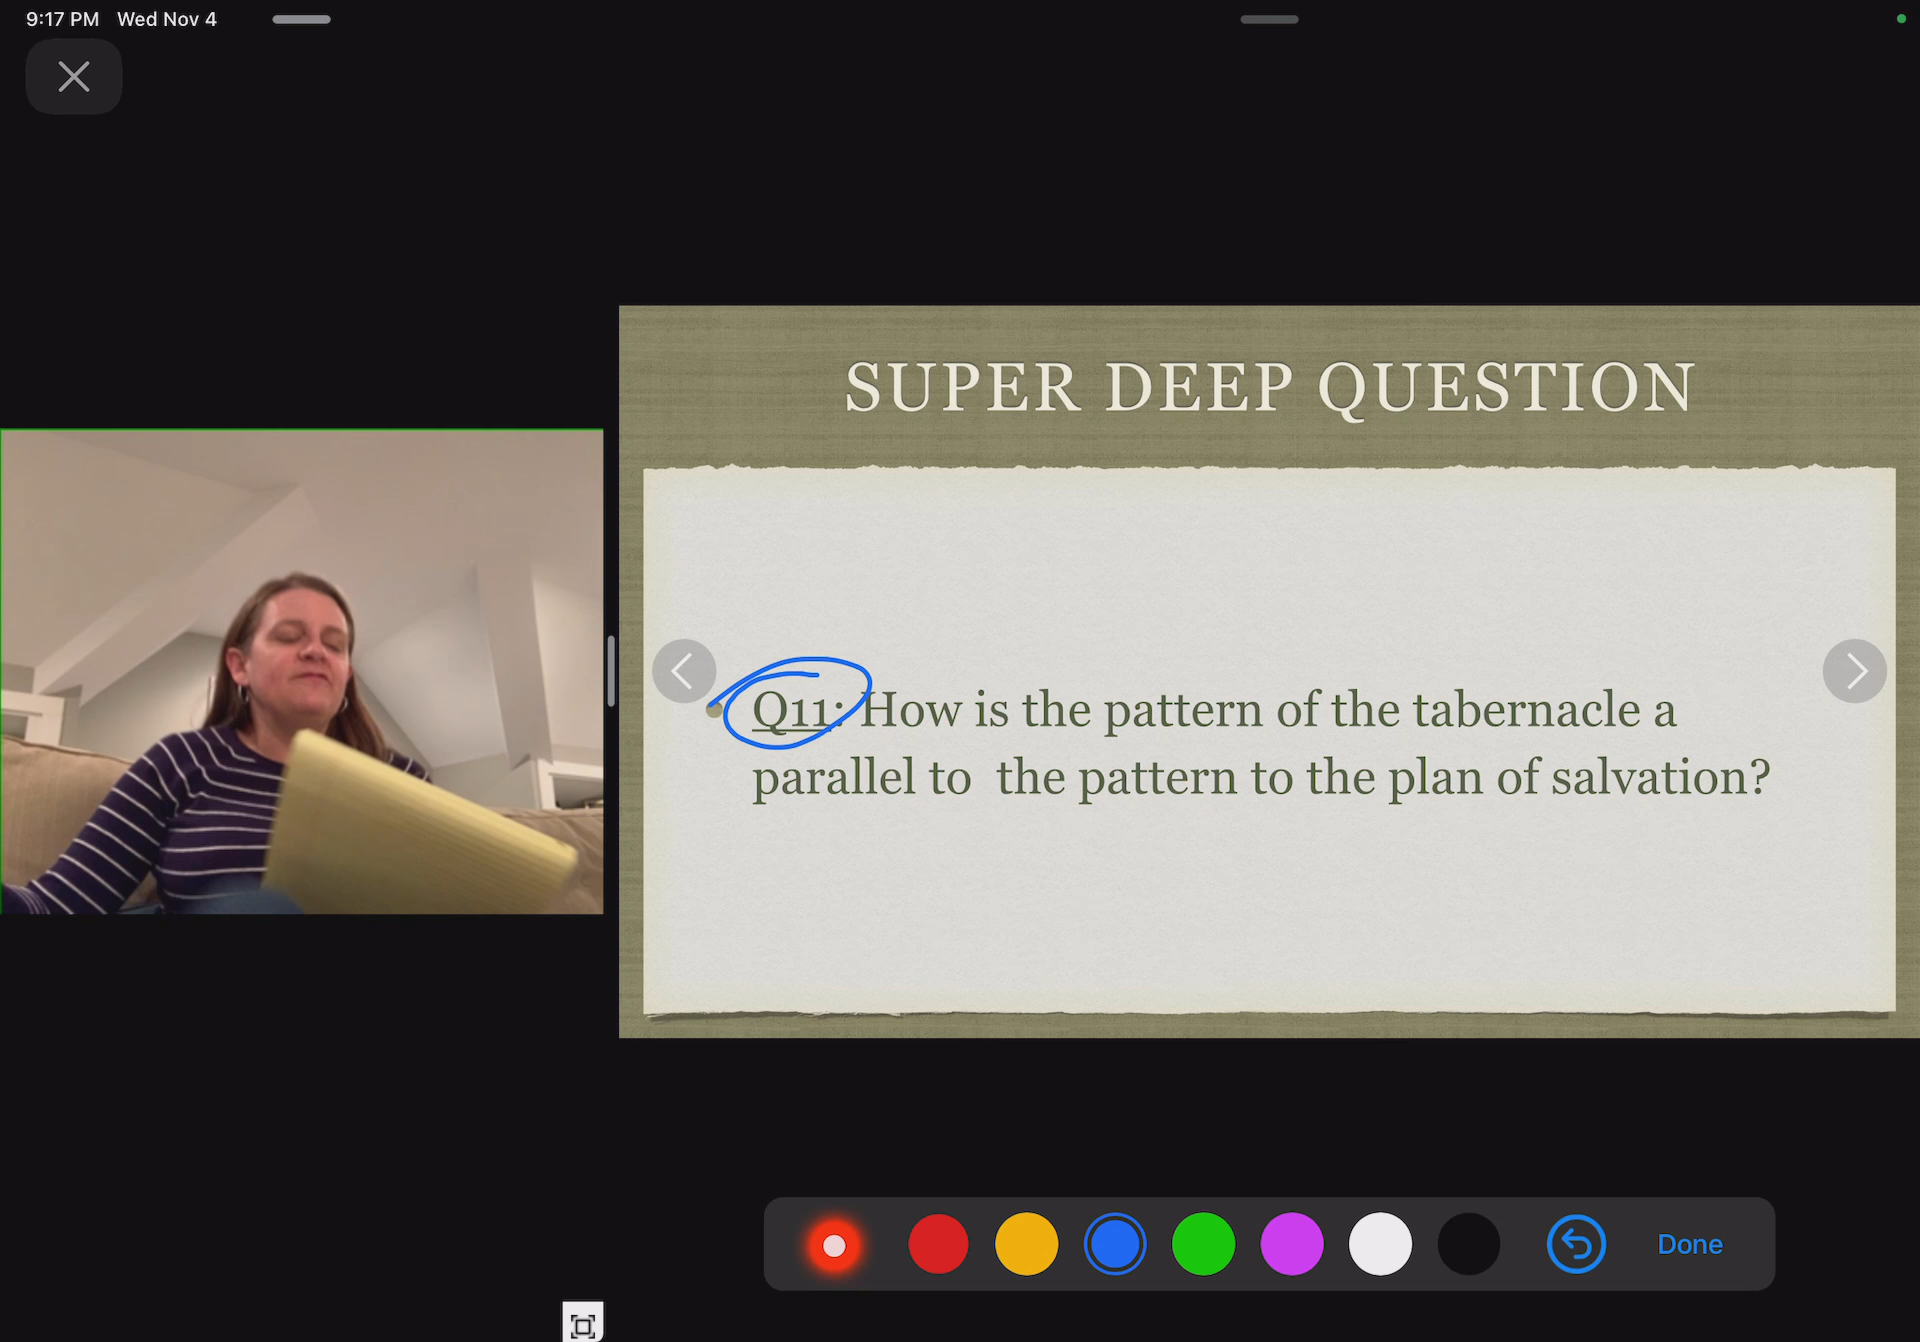 9:17 PM Wed Nov 4
SUPER DEEP QUESTION
Q11: How is the pattern of the tabernacle a
parallel to  the pattern to the plan of salvation?
Done